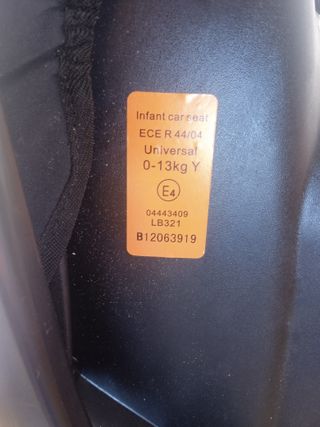 Infant car seat
ECE R 44/04
Universal
0-13kg Y
E4
04443409
LB321
B12063919